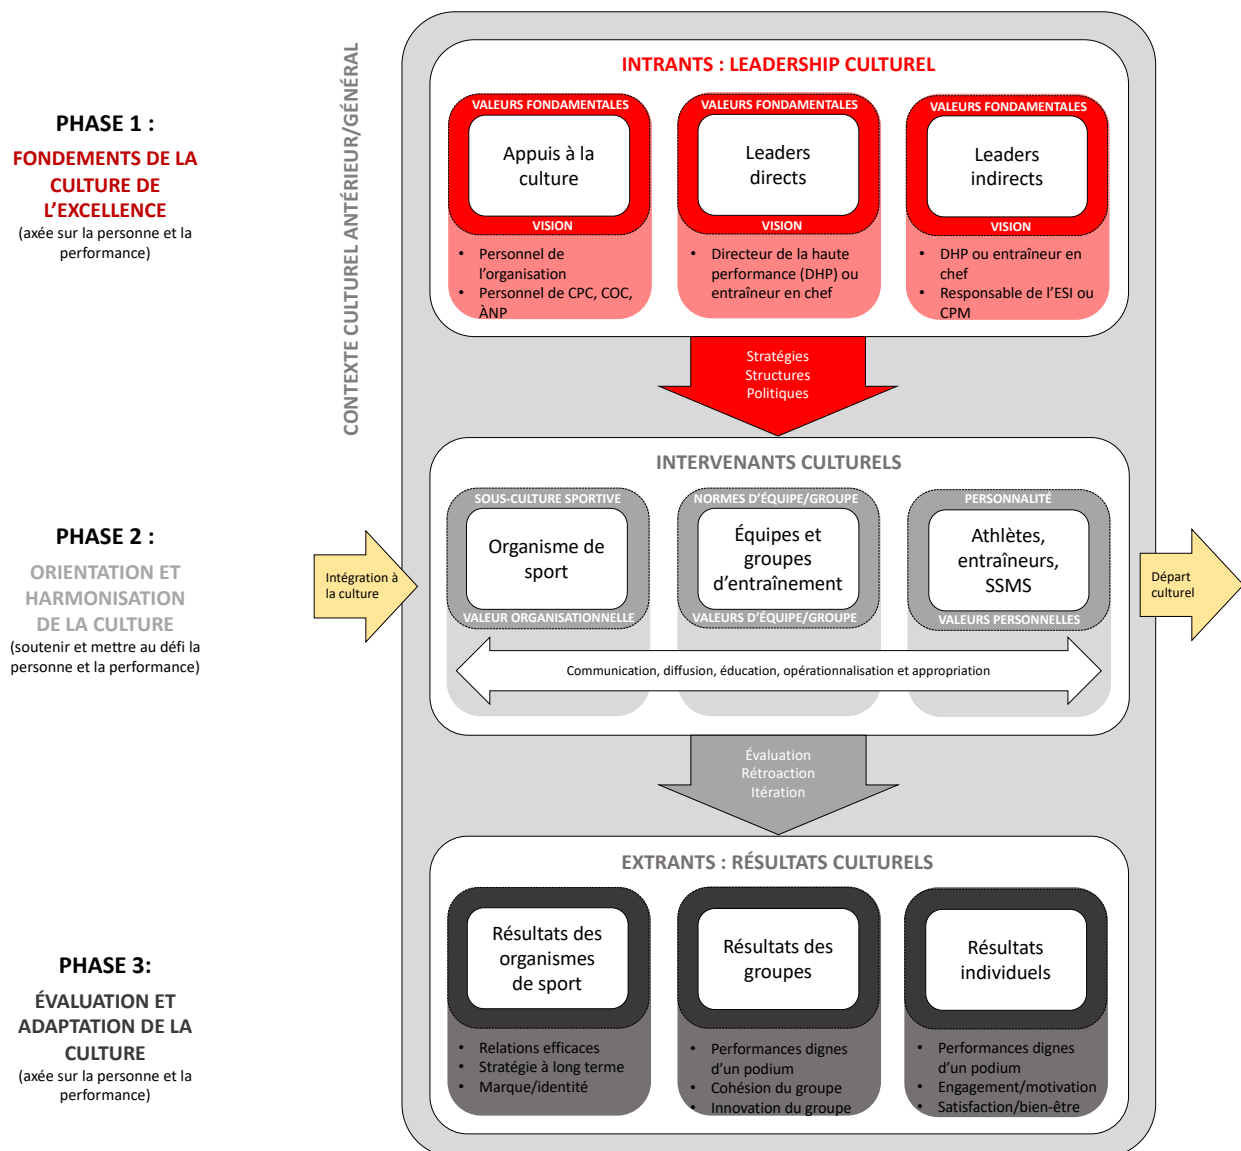 CONTEXTE CULTUREL ANTÉRIEUR/GÉNÉRAL
PHASE 1 :
FONDEMENTS DE LA
CULTURE DE
L’EXCELLENCE
(axée sur la personne et la
performance)
INTRANTS : LEADERSHIP CULTUREL
VALEURS FONDAMENTALES
Appuis à la
culture
VISION
• Personnel de
l’organisation
• Personnel de CPC, COC,
ÀNP
VALEURS FONDAMENTALES
Leaders
directs
VISION
• Directeur de la haute
performance (DHP) ou
entraîneur en chef
VALEURS FONDAMENTALES
Leaders
indirects
VISION
• DHP ou entraîneur en
chef
• Responsable de l’ESI ou
CPM
Stratégies
Structures
Politiques
PHASE 2 :
ORIENTATION ET
HARMONISATION
DE LA CULTURE
(soutenir et mettre au défi la
personne et la performance)
Intégration à
la culture
INTERVENANTS CULTURELS
SOUS-CULTURE SPORTIVE
Organisme de
sport
VALEUR ORGANISATIONNELLE
NORMES D’ÉQUIPE/GROUPE
Équipes et
groupes
d’entraînement
VALEURS D’ÉQUIPE/GROUPE
PERSONNALITÉ
Athlètes,
entraîneurs,
SSMS
VALEURS PERSONNELLES
Communication, diffusion, éducation, opérationnalisation et appropriation
Départ
culturel
Évaluation
Rétroaction
Itération
PHASE 3:
ÉVALUATION ET
ADAPTATION DE LA
CULTURE
(axée sur la personne et la
performance)
EXTRANTS : RÉSULTATS CULTURELS
Résultats des
organismes
de sport
• Relations efficaces
• Stratégie à long terme
• Marque/identité
Résultats des
groupes
• Performances dignes
d’un podium
• Cohésion du groupe
• Innovation du groupe
Résultats
individuels
• Performances dignes
d’un podium
• Engagement/motivation
• Satisfaction/bien-être